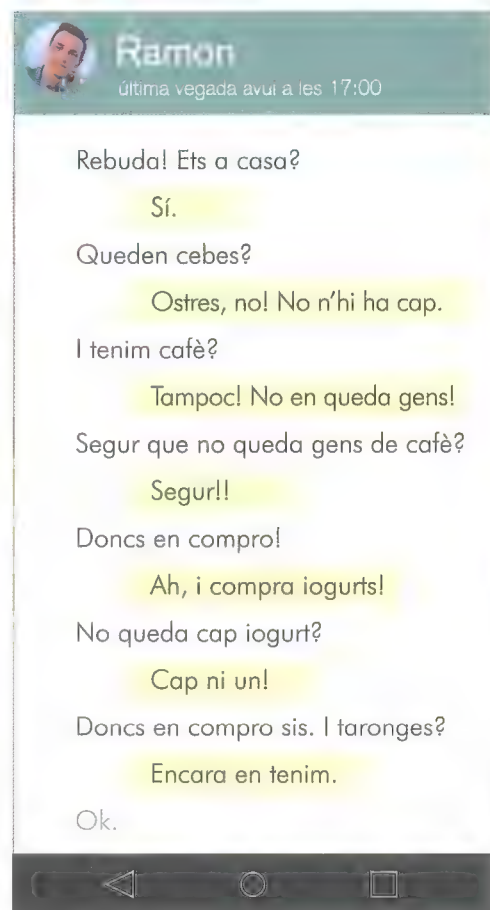 Ramon
última vegada avui a les 17:00
Rebuda! Ets a casa?
Sí.
Queden cebes?
Ostres, no! No n'hi ha cap.
I tenim cafè?
Tampoc! No en queda gens!
Segur que no queda gens de cafè?
Segur!!
Doncs en compro!
Ah, i compra iogurts!
No queda cap iogurt?
Cap ni un!
Doncs en compro sis. I taronges?
Encara en tenim.
Ok.